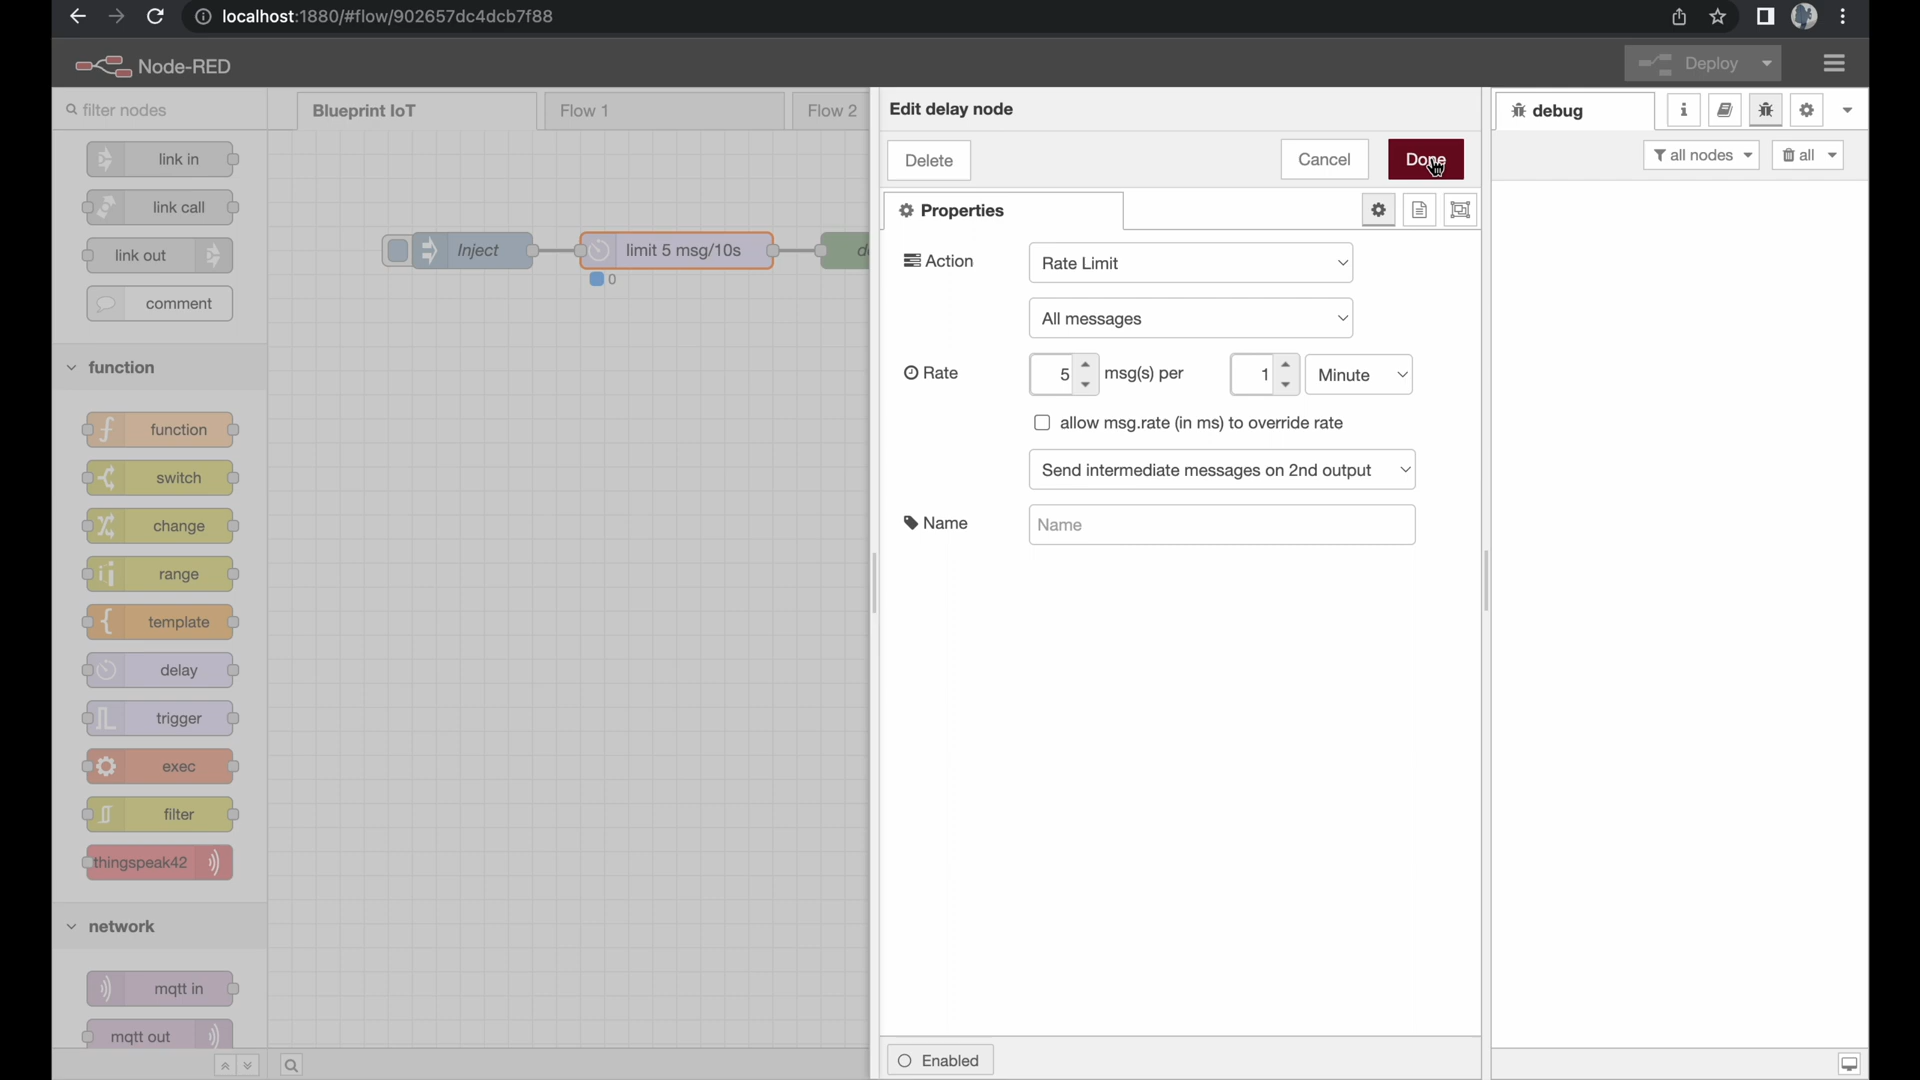 localhost:1880/#flow/902657dc4dcb7f88
Node-RED
Deploy
filter nodes
Blueprint IoT
Flow 1
Flow 2
Edit delay node
debug
Delete
Cancel
Done
all nodes
all
link in
link call
link out
comment
function
function
switch
change
range
template
delay
trigger
exec
filter
thingspeak42
network
mqtt in
mqtt out
Inject
limit 5 msg/10s
0
Properties
Action
Rate Limit
All messages
Rate
5
msg(s) per
1
Minute
allow msg.rate (in ms) to override rate
Send intermediate messages on 2nd output
Name
Name
Enabled